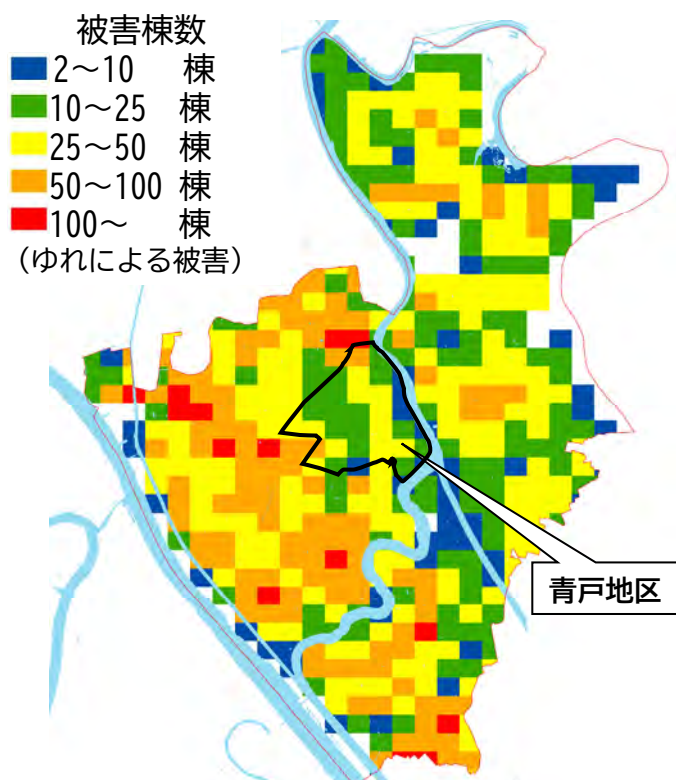 被害棟数
2～10 棟
10～25 棟
25～50 棟
50～100 棟
100～ 棟
（ゆれによる被害）
青戸地区